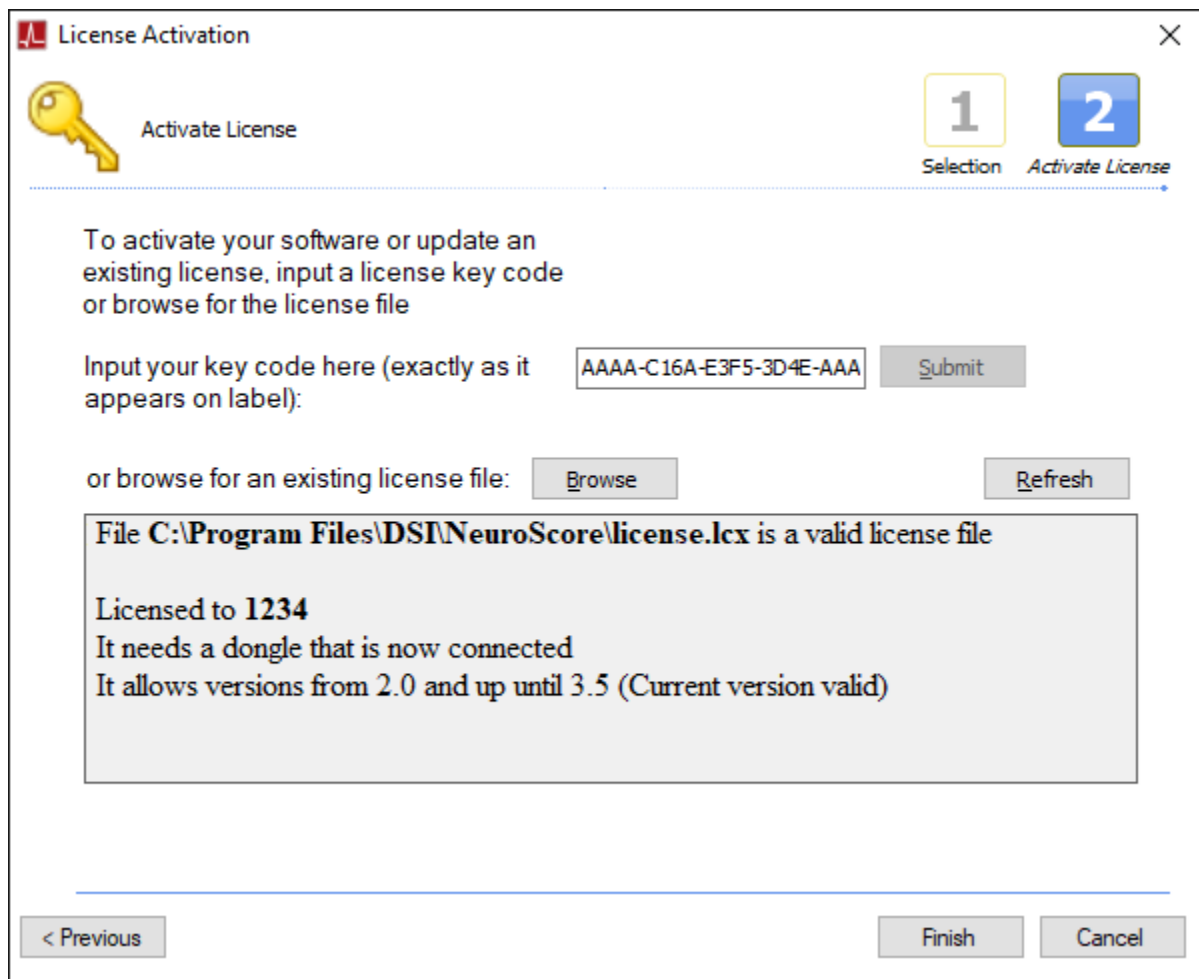 License Activation
Activate License
1
2
Selection
Activate License
To activate your software or update an
existing license, input a license key code
or browse for the license file
Input your key code here (exactly as it
appears on label):
AAAA-C16A-E3F5-3D4E-AAA
Submit
or browse for an existing license file:
Browse
Refresh
File C:\Program Files\DSI\NeuroScore\license.lcx is a valid license file
Licensed to 1234
It needs a dongle that is now connected
It allows versions from 2.0 and up until 3.5 (Current version valid)
< Previous
Finish
Cancel